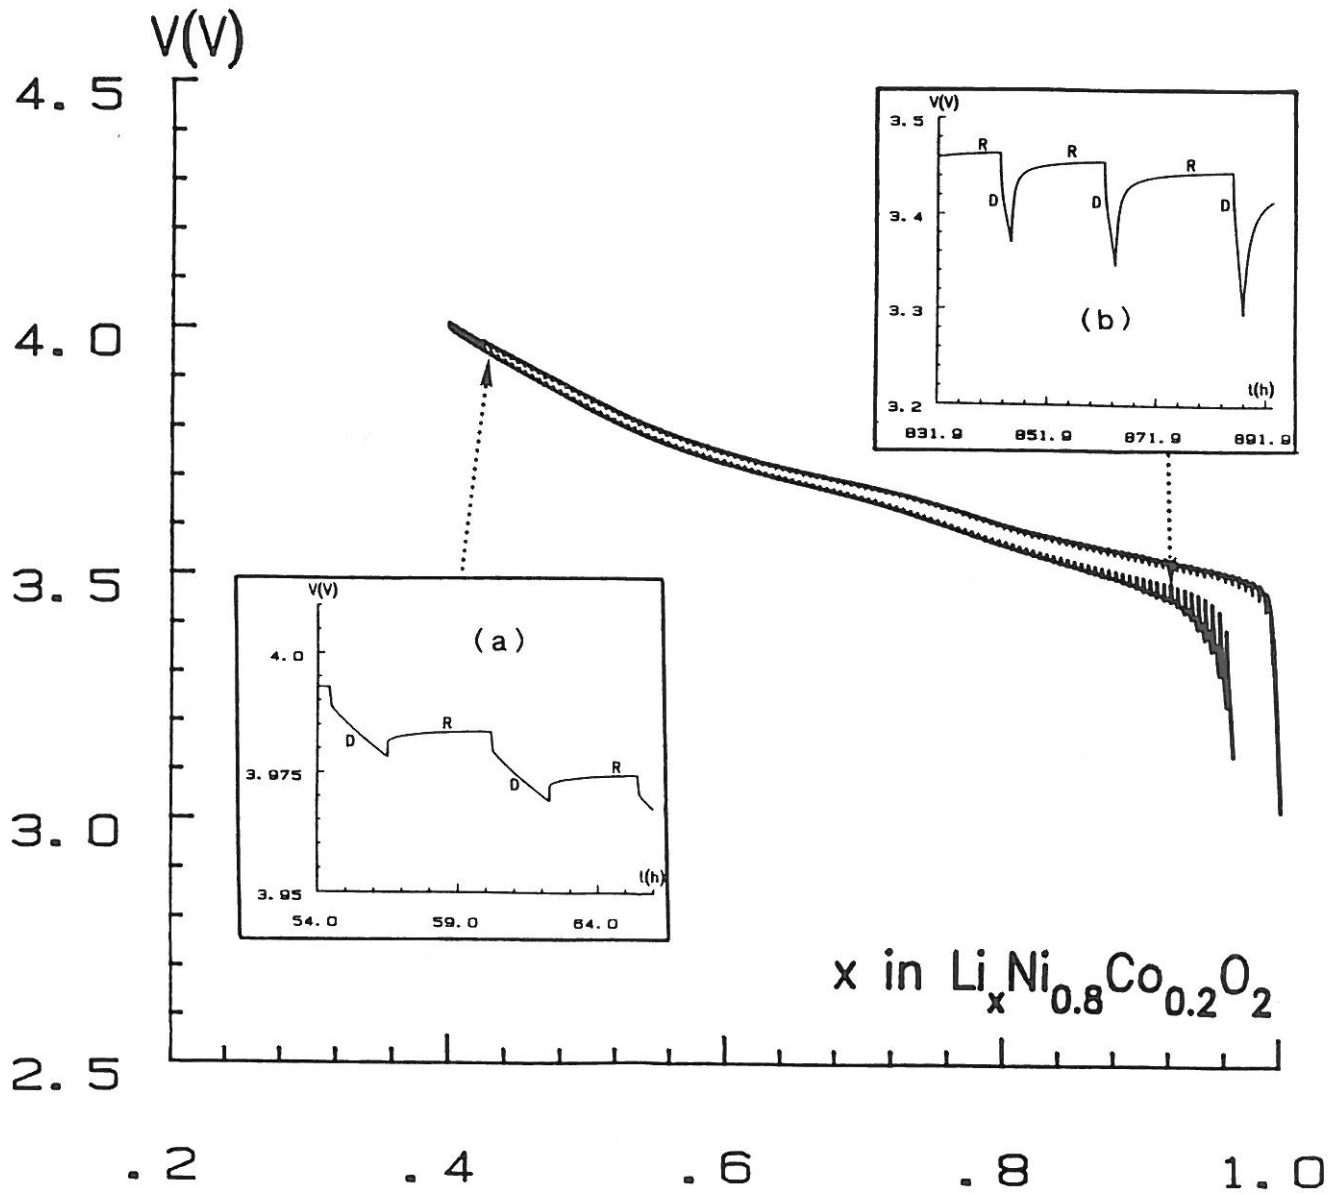 V(V)
4.5
4.0
3.5
3.0
2.5
.2
.4
.6
.8
1.0
x in LiₓNi₀.₈Co₀.₂O₂
V(V)
3.5
3.4
3.3
3.2
R
R
R
D
D
D
(b)
t(h)
831.9
851.9
871.9
891.9
V(V)
(a)
4.0
3.975
3.95
R
R
D
D
t(h)
54.0
59.0
64.0